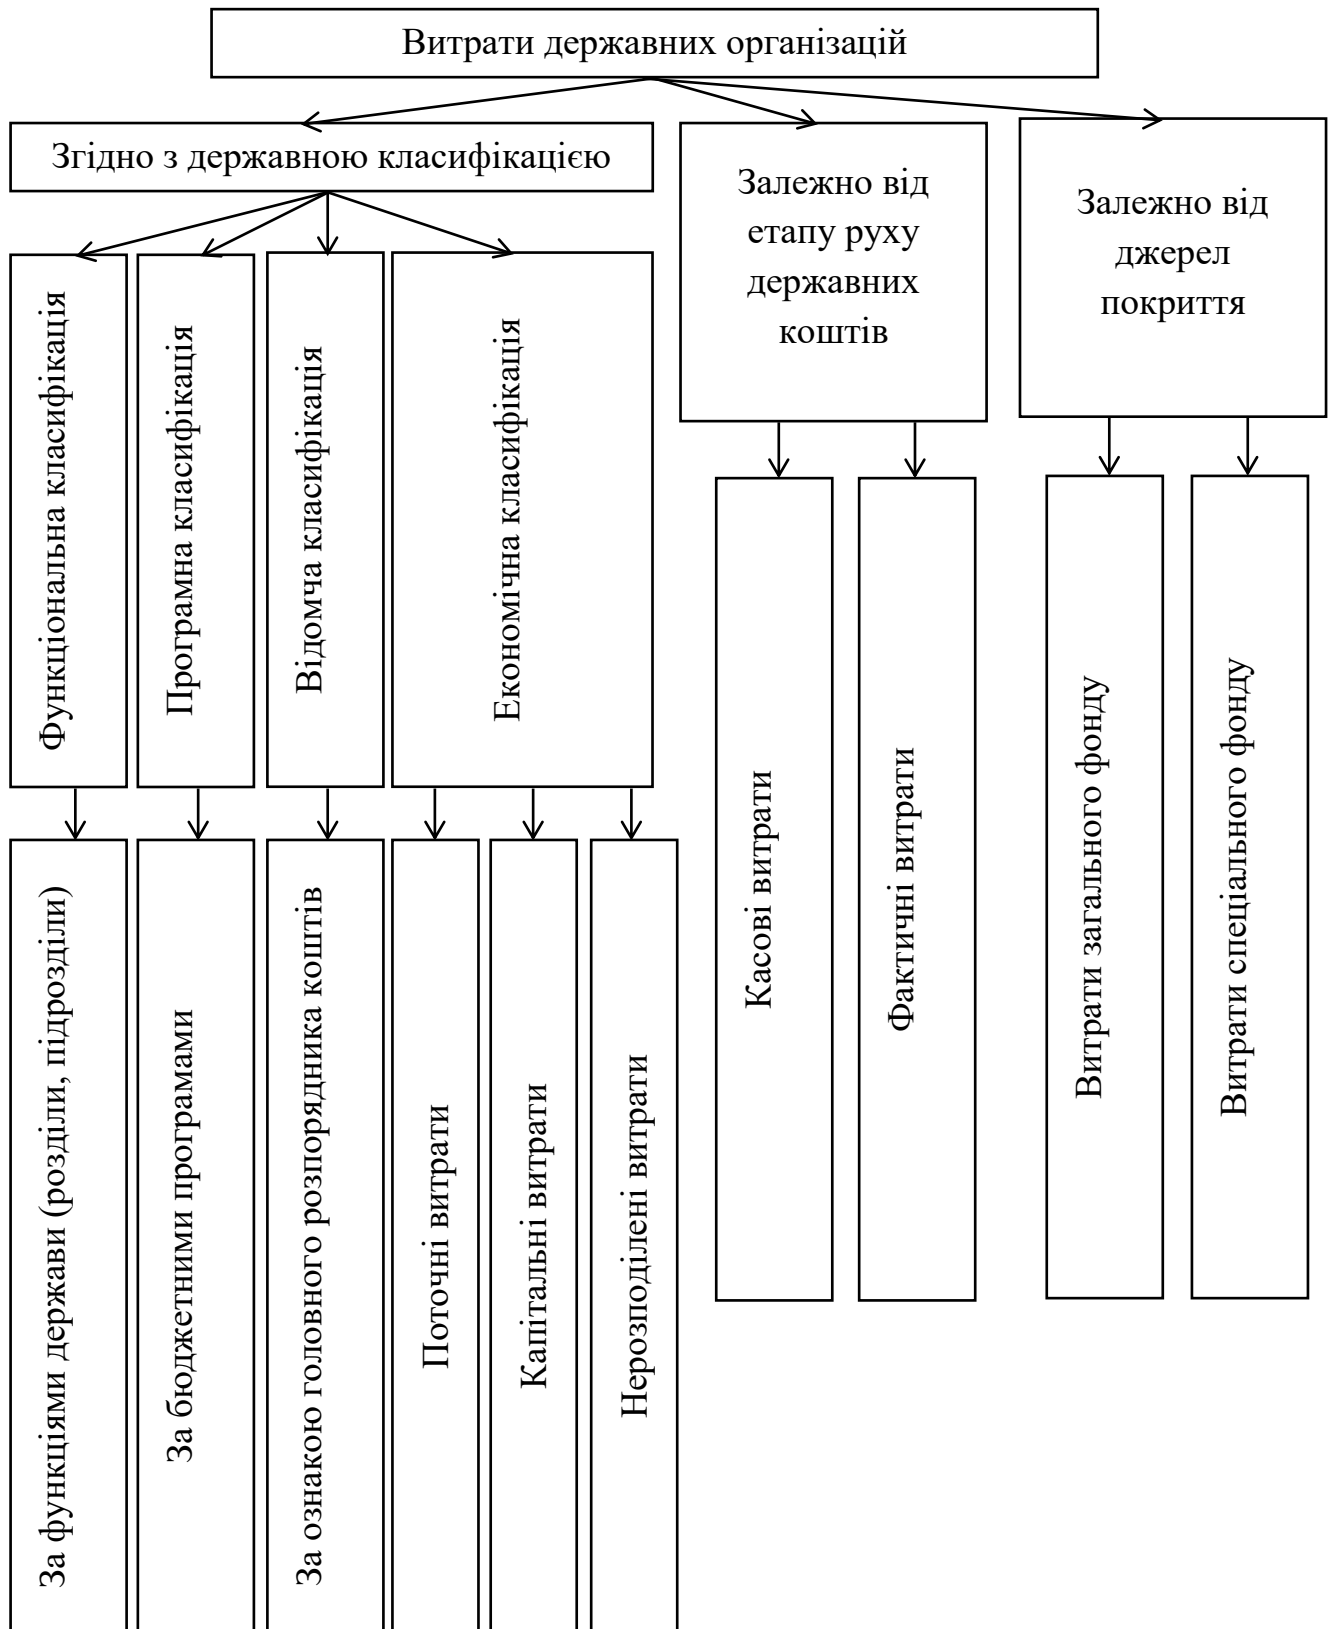 Витрати державних організацій
Згідно з державною класифікацією
Залежно від
етапу руху
державних
коштів
Залежно від
джерел
покриття
Функціональна класифікація
Програмна класифікація
Відомча класифікація
Економічна класифікація
За функціями держави (розділи, підрозділи)
За бюджетними програмами
За ознакою головного розпорядника коштів
Поточні витрати
Капітальні витрати
Нерозподілені витрати
Касові витрати
Фактичні витрати
Витрати загального фонду
Витрати спеціального фонду